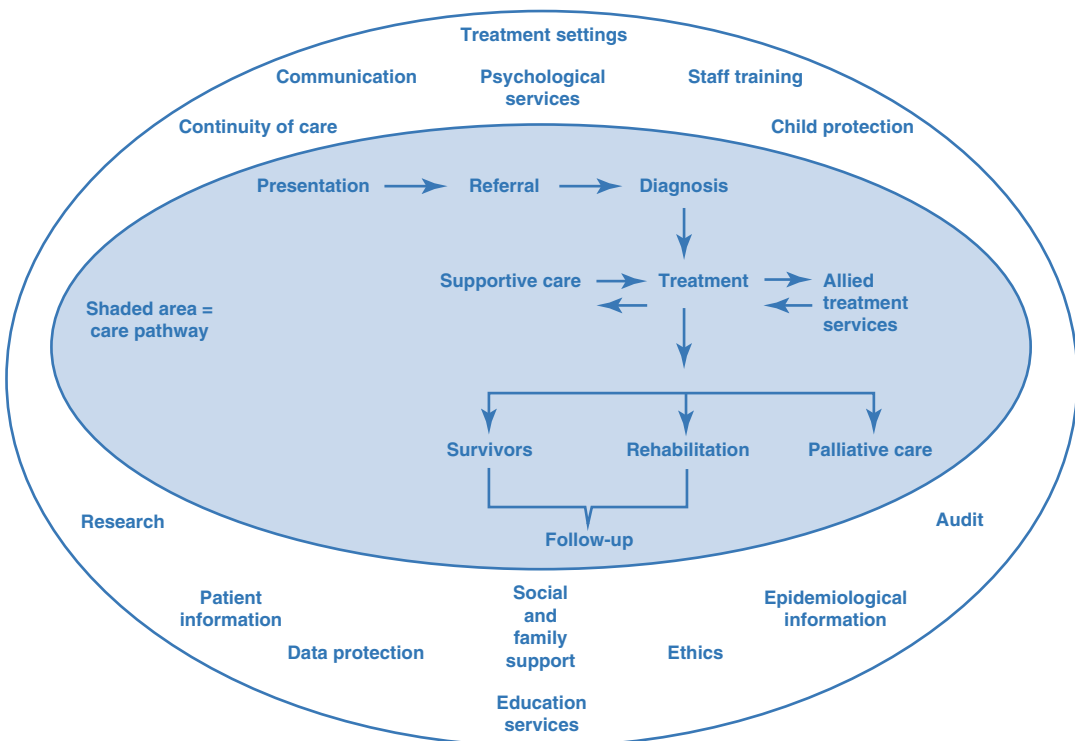 Treatment settings
Communication
Psychological
services
Staff training
Continuity of care
Child protection
Presentation
Referral
Diagnosis
Supportive care
Treatment
Allied
treatment
services
Shaded area =
care pathway
Survivors
Rehabilitation
Palliative care
Follow-up
Research
Audit
Patient
information
Social
and
family
support
Epidemiological
information
Data protection
Ethics
Education
services